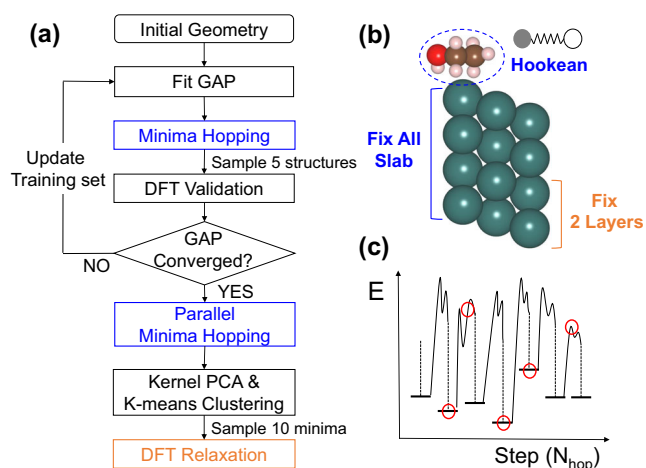 (a)
Initial Geometry
Fit GAP
Minima Hopping
Sample 5 structures
Update
Training set
DFT Validation
GAP
Converged?
NO
YES
Parallel
Minima Hopping
Kernel PCA &
K-means Clustering
Sample 10 minima
DFT Relaxation
(b)
Hookean
Fix All
Slab
Fix
2 Layers
(c)
E
Step (Nhop)